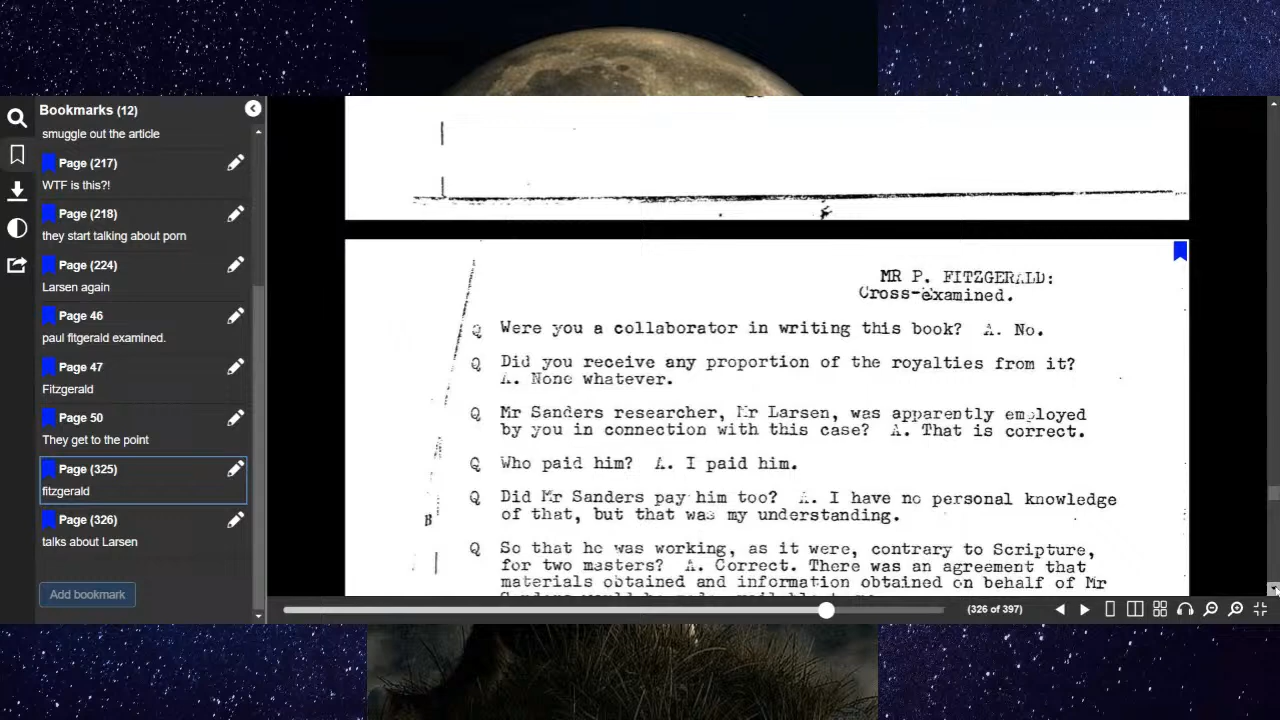 Bookmarks (12)
smuggle out the article
Page (217)
WTF is this?!
Page (218)
they start talking about porn
Page (224)
Larsen again
Page 46
paul fitgerald examined.
Page 47
Fitzgerald
Page 50
They get to the point
Page (325)
fitzgerald
Page (326)
talks about Larsen
Add bookmark
MR P. FITZGERALD:
Cross-examined.
Q Were you a collaborator in writing this book? A. No.
Q Did you receive any proportion of the royalties from it?
A. None whatever.
Q Mr Sanders researcher, Mr Larsen, was apparently employed
by you in connection with this case? A. That is correct.
Q Who paid him? A. I paid him.
Q Did Mr Sanders pay him too? A. I have no personal knowledge
of that, but that was my understanding.
B
Q So that he was working, as it were, contrary to Scripture,
for two masters? A. Correct. There was an agreement that
materials obtained and information obtained on behalf of Mr
(326 of 397)